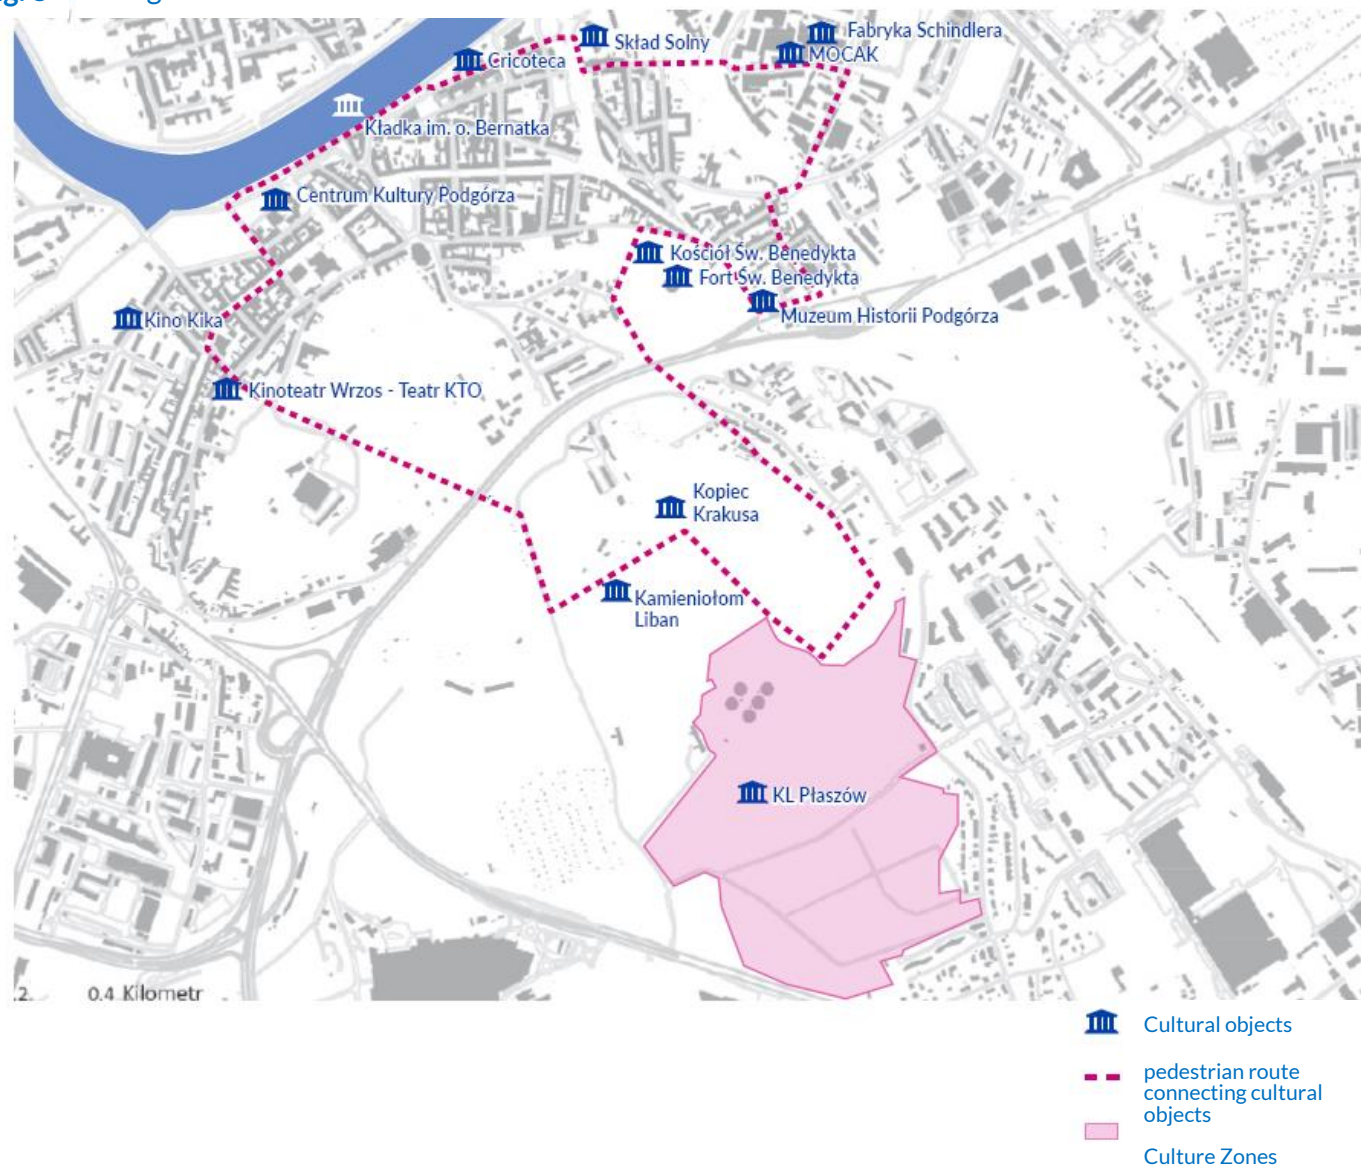 Skład Solny
Fabryka Schindlera
MOCAK
Cricoteca
Kładka im. o. Bernatka
Centrum Kultury Podgórza
Kościół Św. Benedykta
Fort Św. Benedykta
Muzeum Historii Podgórza
Kino Kika
Kinoteatr Wrzos - Teatr KTO
Kopiec
Krakusa
Kamieniołom
Liban
KL Płaszów
.2 0.4 Kilometr
Cultural objects
pedestrian route
connecting cultural
objects
Culture Zones